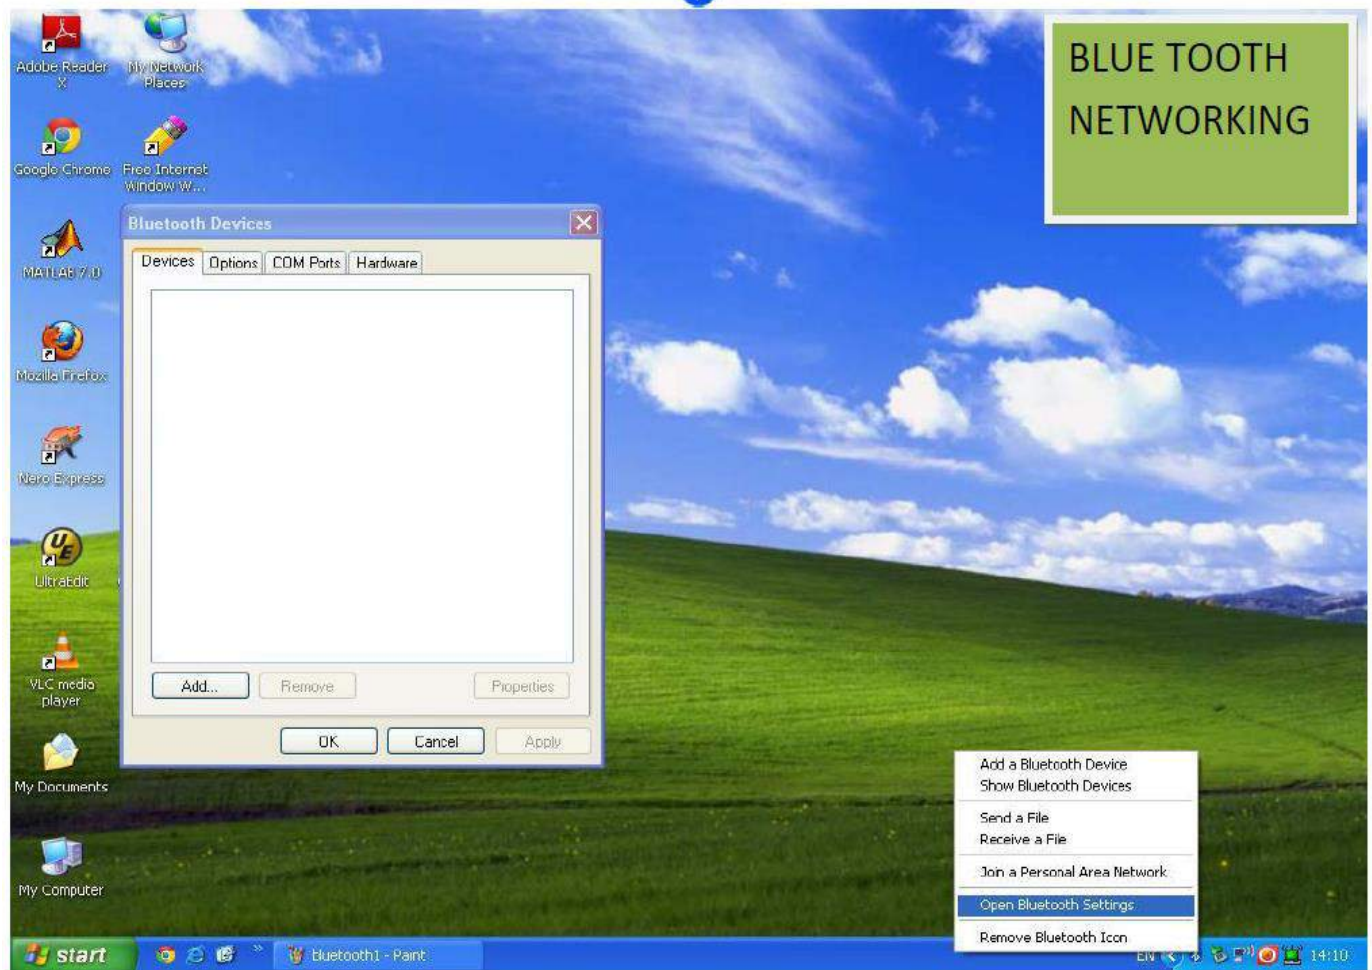 Adobe Reader
X
My Network
Places
BLUE TOOTH
NETWORKING
Google Chrome
Free Internet
Window W...
Bluetooth Devices
Devices
Options
COM Ports
Hardware
MATLAB 7.0
Mozilla Firefox
Nero Express
UltraEdit
VLC media
player
Add...
Remove
Properties
OK
Cancel
Apply
My Documents
My Computer
Add a Bluetooth Device
Show Bluetooth Devices
Send a File
Receive a File
Join a Personal Area Network
Open Bluetooth Settings
Remove Bluetooth Icon
start
bluetooth1 - Paint
EN
14:10